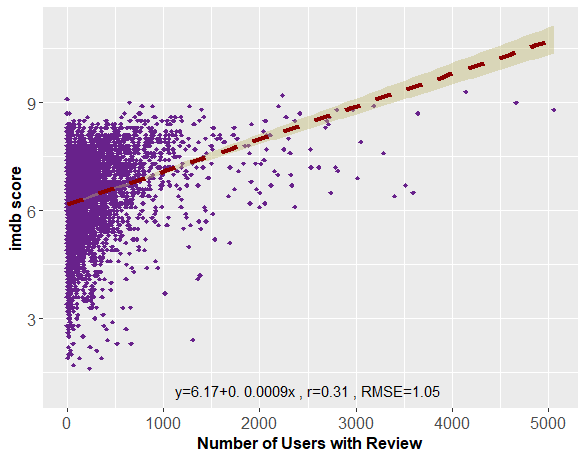 9
6
3
imdb score
y=6.17+0. 0.0009x , r=0.31 , RMSE=1.05
0 1000 2000 3000 4000 5000
Number of Users with Review